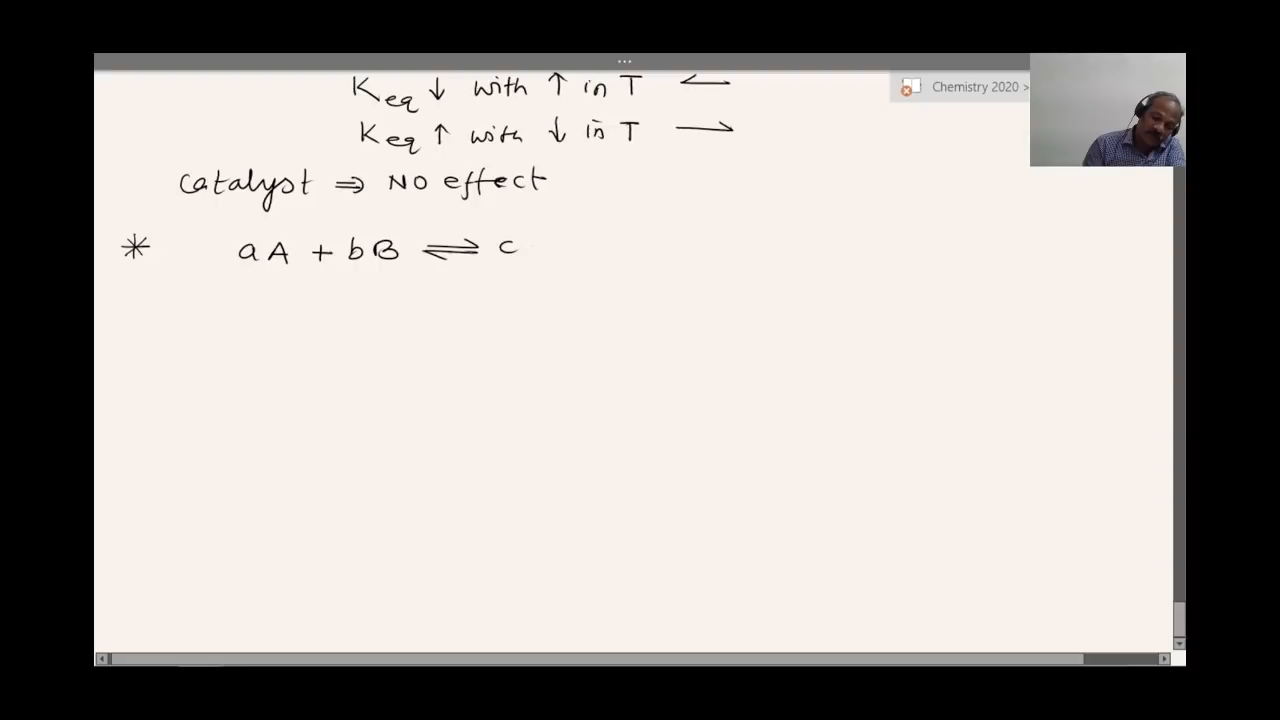 Keq ↓ with ↑ in T ↽
Chemistry 2020 >
Keq ↑ with ↓ in T ⇀
catalyst ⇒ NO effect
* aA + bB ⇌ c